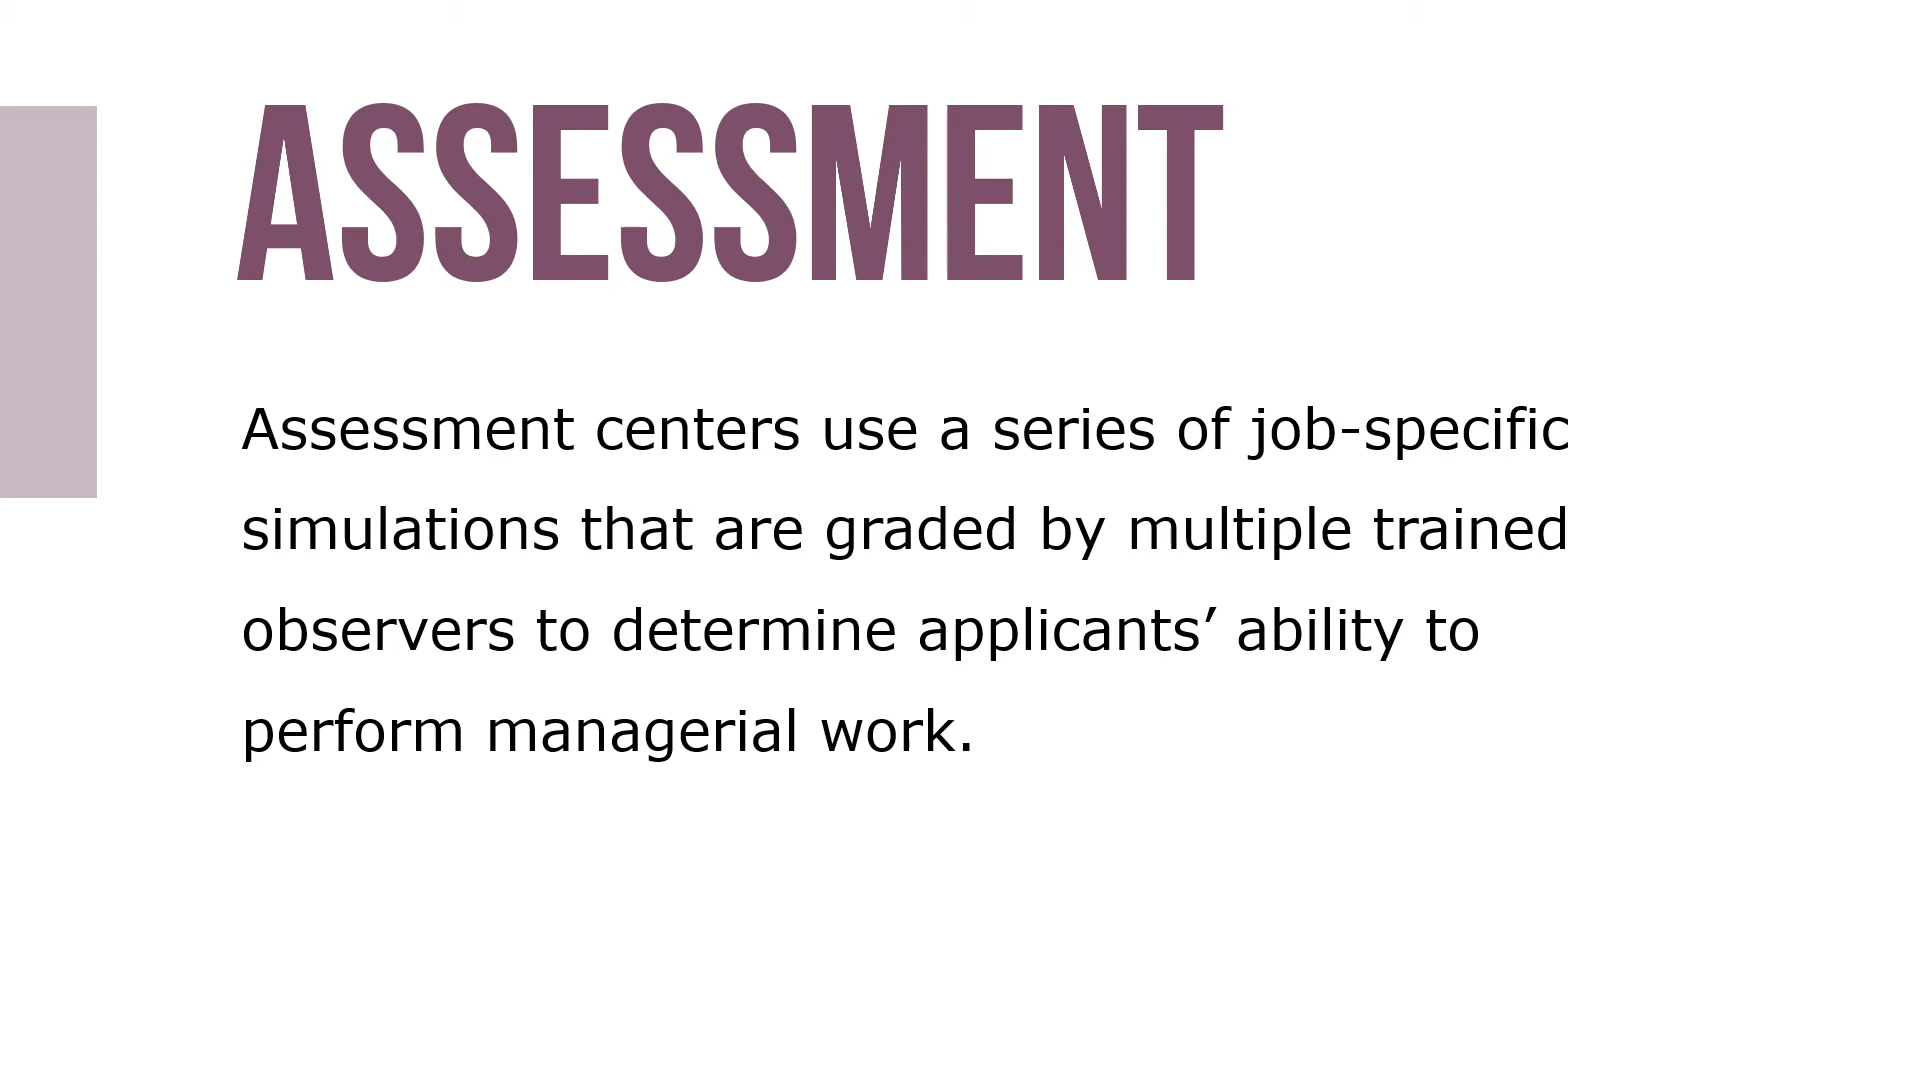 ASSESSMENT
Assessment centers use a series of job-specific
simulations that are graded by multiple trained
observers to determine applicants’ ability to
perform managerial work.